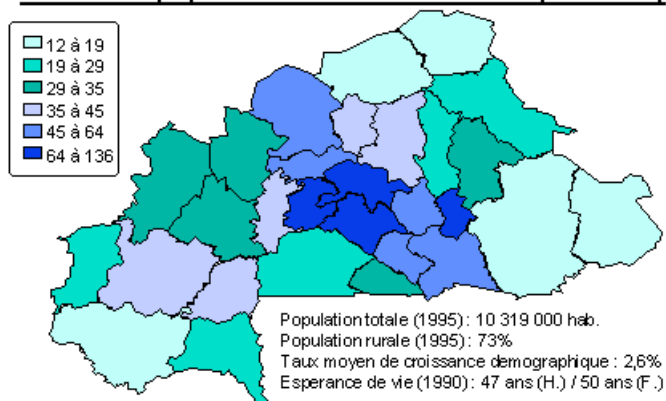 12 à 19
19 à 29
29 à 35
35 à 45
45 à 64
64 à 136
Population totale (1995) : 10 319 000 hab.
Population rurale (1995) : 73%
Taux moyen de croissance demographique : 2,6%
Esperance de vie (1990) : 47 ans (H.) / 50 ans (F.)